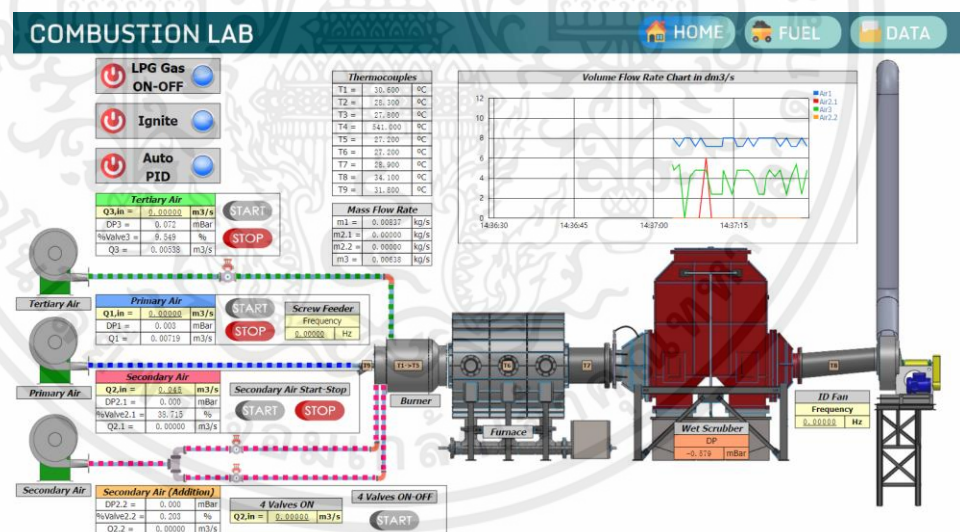 COMBUSTION LAB
HOME
FUEL
DATA
LPG Gas
ON-OFF
Ignite
Auto
PID
Thermocouples
T1 = 30.600 ºC
T2 = 28.300 ºC
T3 = 27.800 ºC
T4 = 541.000 ºC
T5 = 27.200 ºC
T6 = 27.200 ºC
T7 = 28.900 ºC
T8 = 34.100 ºC
T9 = 31.800 ºC
Mass Flow Rate
m1 = 0.00837 kg/s
m2.1 = 0.00000 kg/s
m2.2 = 0.00000 kg/s
m3 = 0.00638 kg/s
Volume Flow Rate Chart in dm3/s
12
10
8
6
4
2
0
14:36:30
14:36:45
14:37:00
14:37:15
Air1
Air2.1
Air3
Air2.2
Tertiary Air
Q3,in = 0.00000 m3/s
DP3 = 0.072 mBar
%Valve3 = 9.549 %
Q3 = 0.00538 m3/s
START
STOP
Tertiary Air
Primary Air
Q1,in = 0.00000 m3/s
DP1 = 0.003 mBar
Q1 = 0.00719 m3/s
START
STOP
Screw Feeder
Frequency
0.00000 Hz
Primary Air
Secondary Air
Q2,in = 0.045 m3/s
DP2.1 = 0.000 mBar
%Valve2.1 = 38.715 %
Q2.1 = 0.00000 m3/s
Secondary Air Start-Stop
START
STOP
T9
T1->T5
T6
T7
T8
Burner
Furnace
Wet Scrubber
DP
-0.579 mBar
ID Fan
Frequency
0.00000 Hz
Secondary Air
Secondary Air (Addition)
DP2.2 = 0.000 mBar
%Valve2.2 = 0.203 %
Q2.2 = 0.00000 m3/s
4 Valves ON
Q2,in = 0.00000 m3/s
4 Valves ON-OFF
START